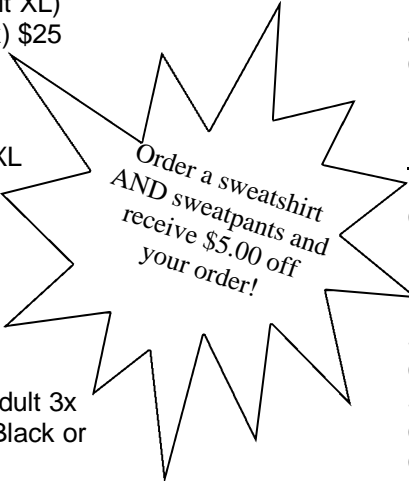 XL)
) $25
XL
Order a sweatshirt
AND sweatpants and
receive $5.00 off
your order!
dult 3x
Black or